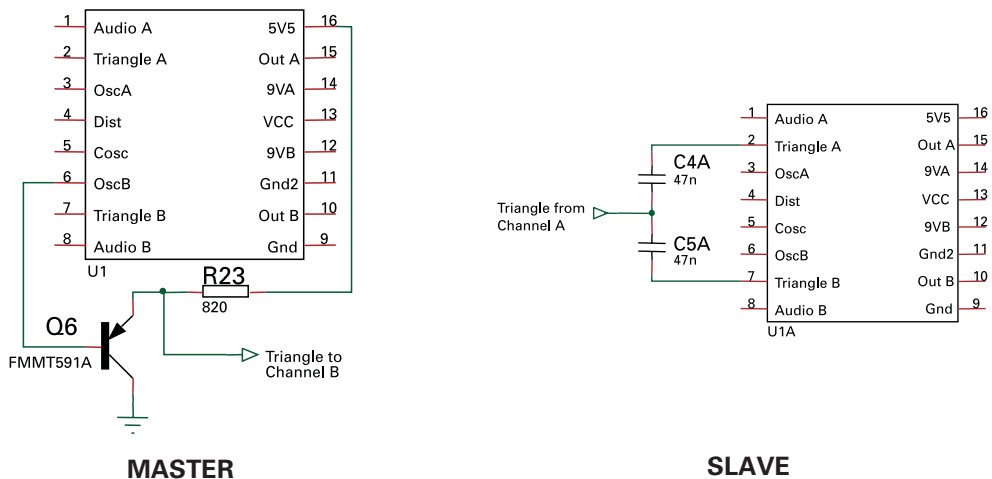 1 Audio A 5V5 16
2 Triangle A Out A 15
3 OscA 9VA 14
4 Dist VCC 13
5 Cosc 9VB 12
6 OscB Gnd2 11
7 Triangle B Out B 10
8 Audio B Gnd 9
U1
R23
820
Q6
FMMT591A
Triangle to
Channel B
MASTER
1 Audio A 5V5 16
2 Triangle A Out A 15
3 OscA 9VA 14
4 Dist VCC 13
5 Cosc 9VB 12
6 OscB Gnd2 11
7 Triangle B Out B 10
8 Audio B Gnd 9
U1A
C4A
47n
Triangle from
Channel A
C5A
47n
SLAVE